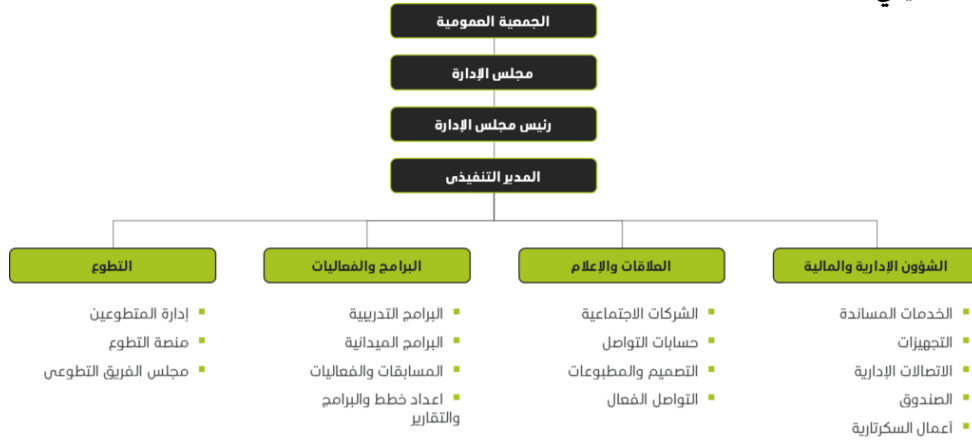 الجمعية العمومية
مجلس الإدارة
رئيس مجلس الإدارة
المدير التنفيذي
الشؤون الإدارية والمالية
الخدمات المساندة
التجهيزات
الاتصالات الإدارية
الصندوق
أعمال السكرتارية
العلاقات والإعلام
الشركات الاجتماعية
حسابات التواصل
التصميم والمطبوعات
التواصل الفعال
البرامج والفعاليات
البرامج التدريبية
البرامج الميدانية
المسابقات والفعاليات
اعداد خطط والبرامج
والتقارير
التطوع
إدارة المتطوعين
منصة التطوع
مجلس الفريق التطوعي